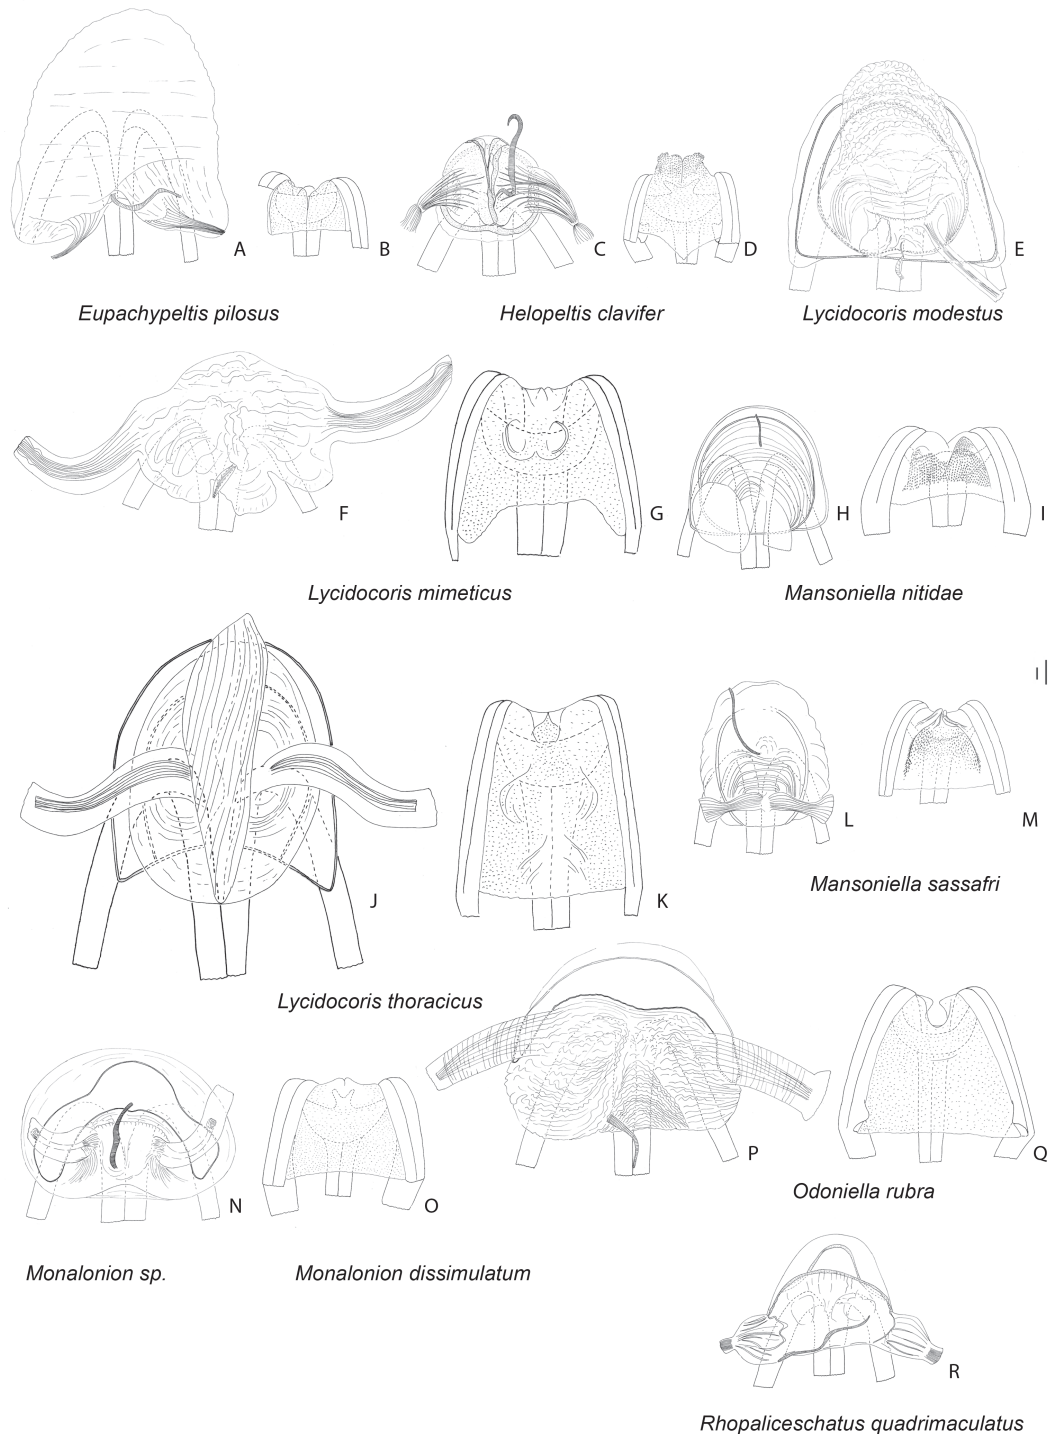 A
B
C
D
E
Eupachypeltis pilosus
Helopeltis clavifer
Lycidocoris modestus
F
G
H
I
Lycidocoris mimeticus
Mansoniella nitidae
J
K
L
M
Mansoniella sassafri
Lycidocoris thoracicus
N
O
P
Q
Odoniella rubra
Monalonion sp.
Monalonion dissimulatum
R
Rhopaliceschatus quadrimaculatus